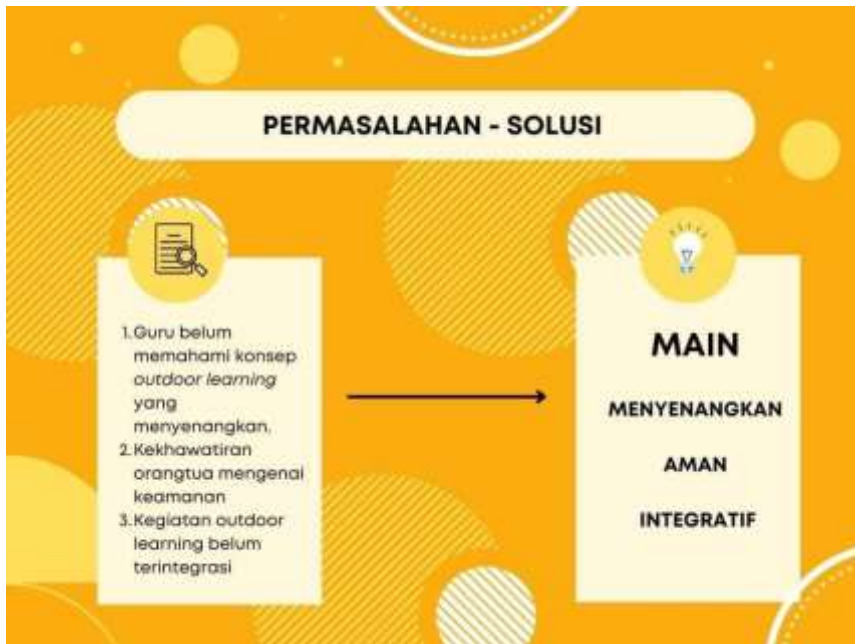 PERMASALAHAN - SOLUSI
1. Guru belum
memahami konsep
outdoor learning
yang
menyenangkan.
2. Kekhawatiran
orangtua mengenai
keamanan
3. Kegiatan outdoor
learning belum
terintegrasi
MAIN
MENYENANGKAN
AMAN
INTEGRATIF